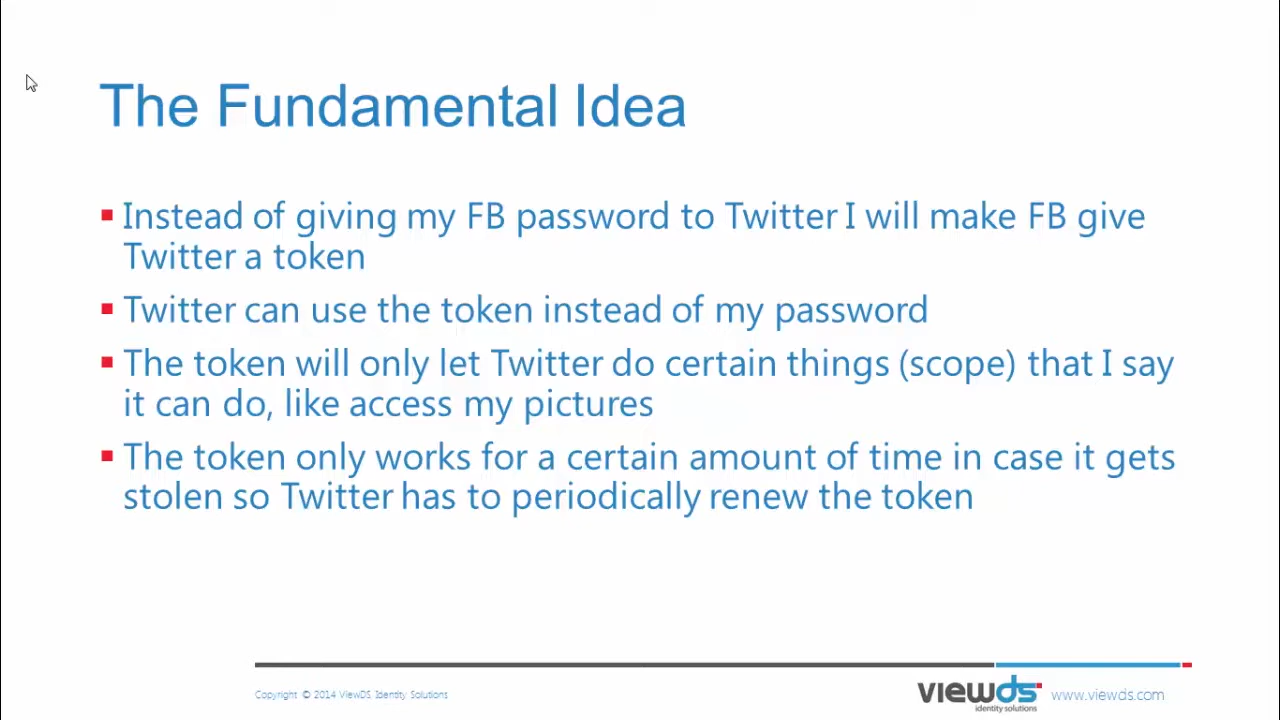 The Fundamental Idea
Instead of giving my FB password to Twitter I will make FB give
Twitter a token
Twitter can use the token instead of my password
The token will only let Twitter do certain things (scope) that I say
it can do, like access my pictures
The token only works for a certain amount of time in case it gets
stolen so Twitter has to periodically renew the token
Copyright © 2014 ViewDS Identity Solutions
viewds
identity solutions
www.viewds.com